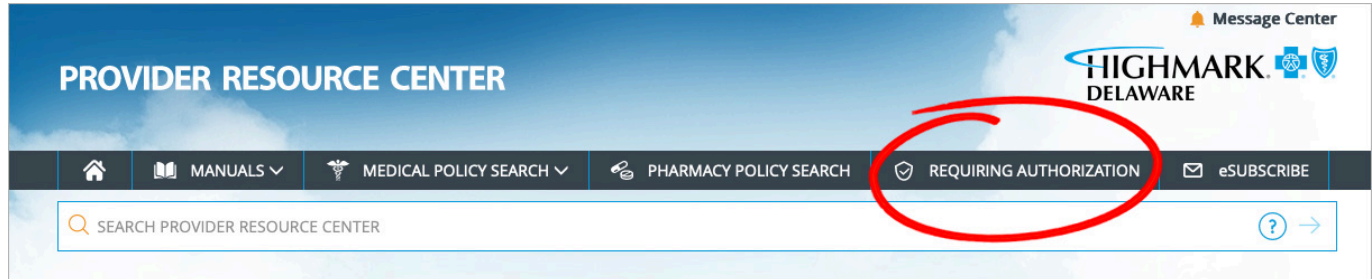 Message Center
PROVIDER RESOURCE CENTER
HIGHMARK.
DELAWARE
MANUALS MEDICAL POLICY SEARCH PHARMACY POLICY SEARCH REQUIRING AUTHORIZATION eSUBSCRIBE
SEARCH PROVIDER RESOURCE CENTER ?